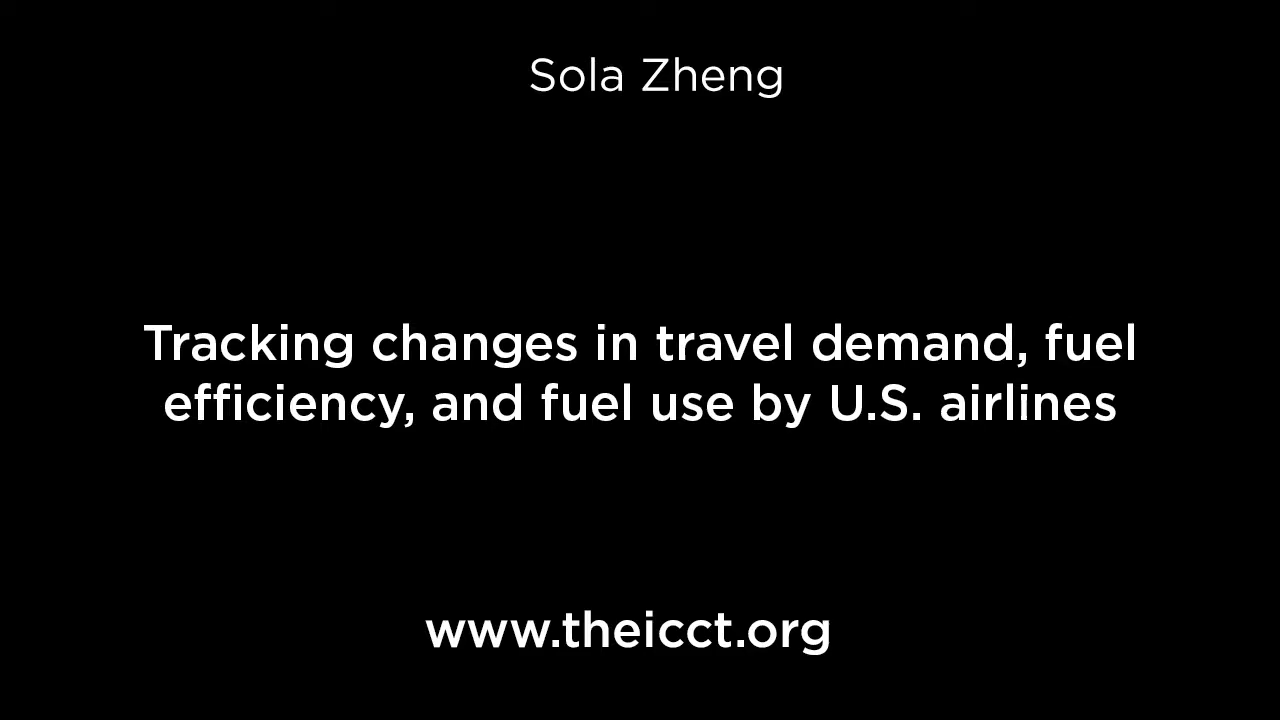 Sola Zheng
Tracking changes in travel demand, fuel
efficiency, and fuel use by U.S. airlines
www.theicct.org